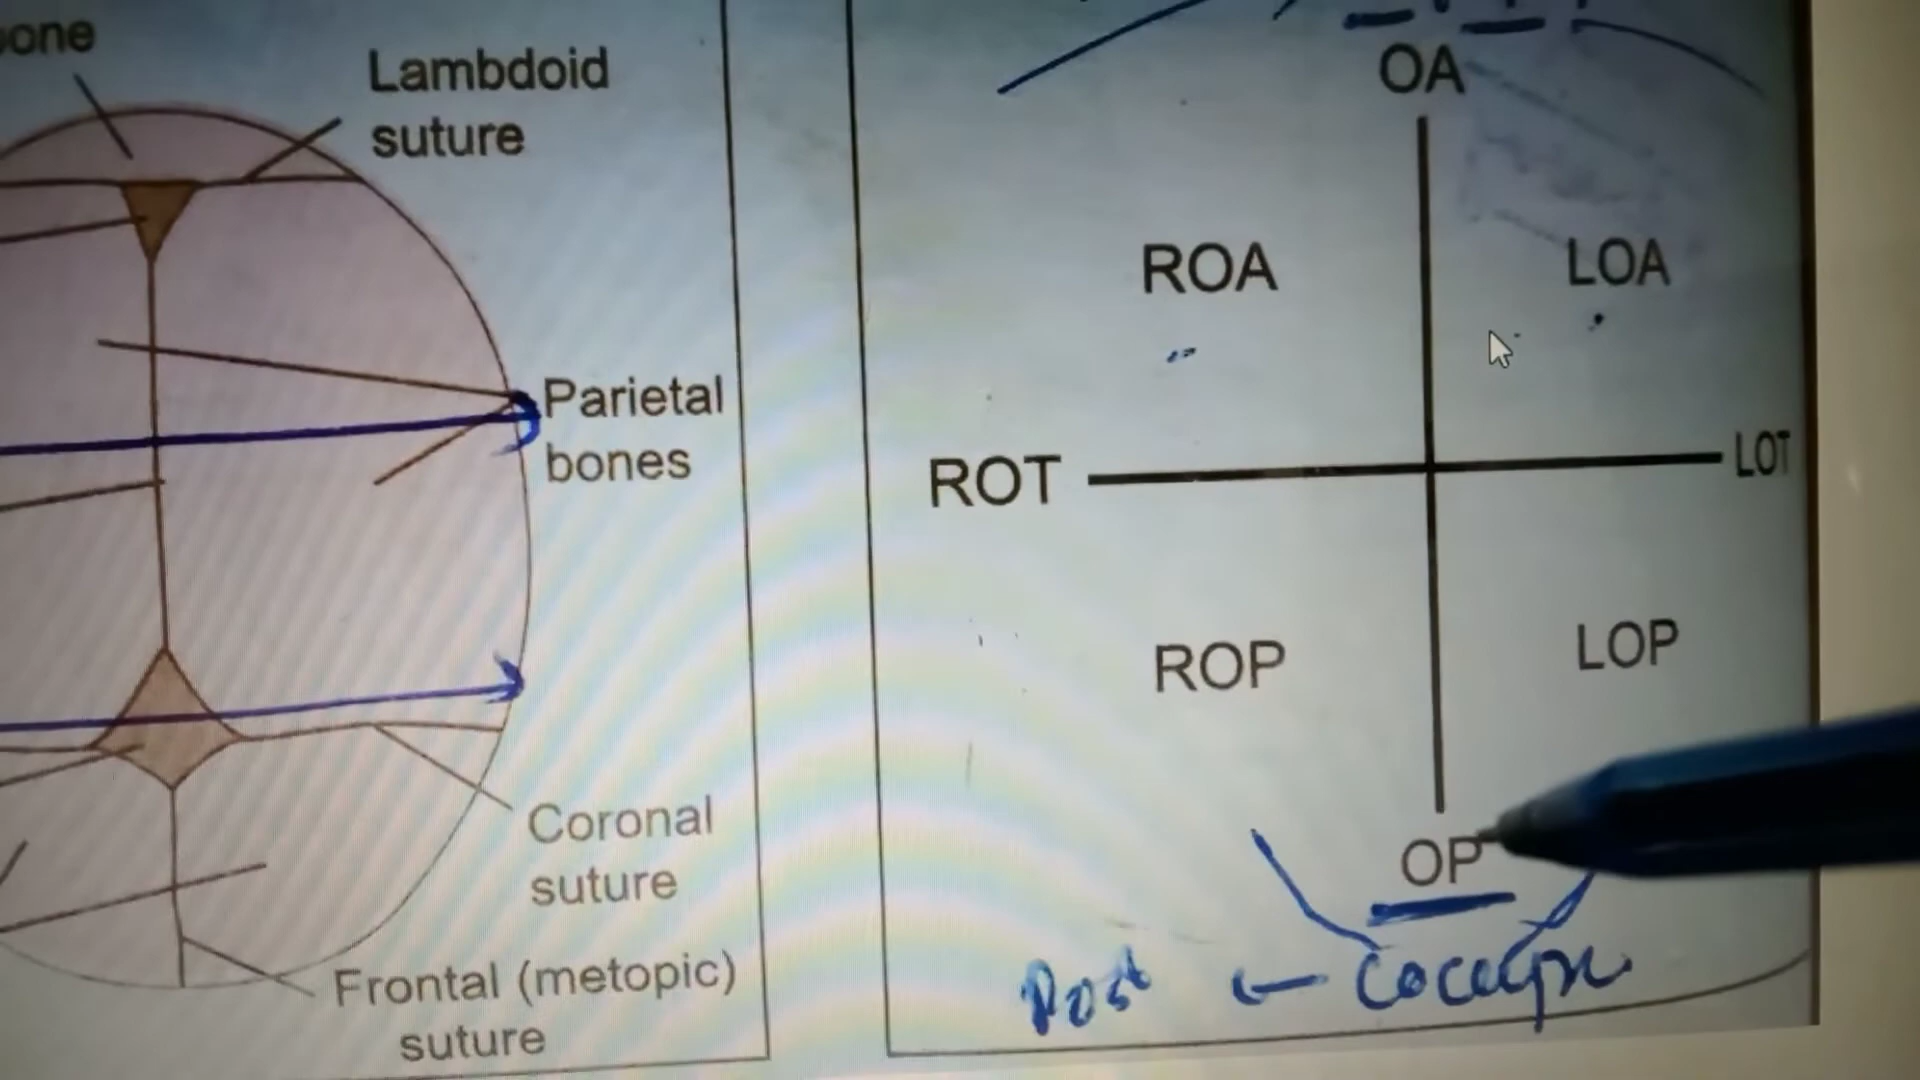 one
Lambdoid
suture
Parietal
bones
Coronal
suture
Frontal (metopic)
suture
OA
ROA
LOA
ROT
LOT
ROP
LOP
OP
Post ←